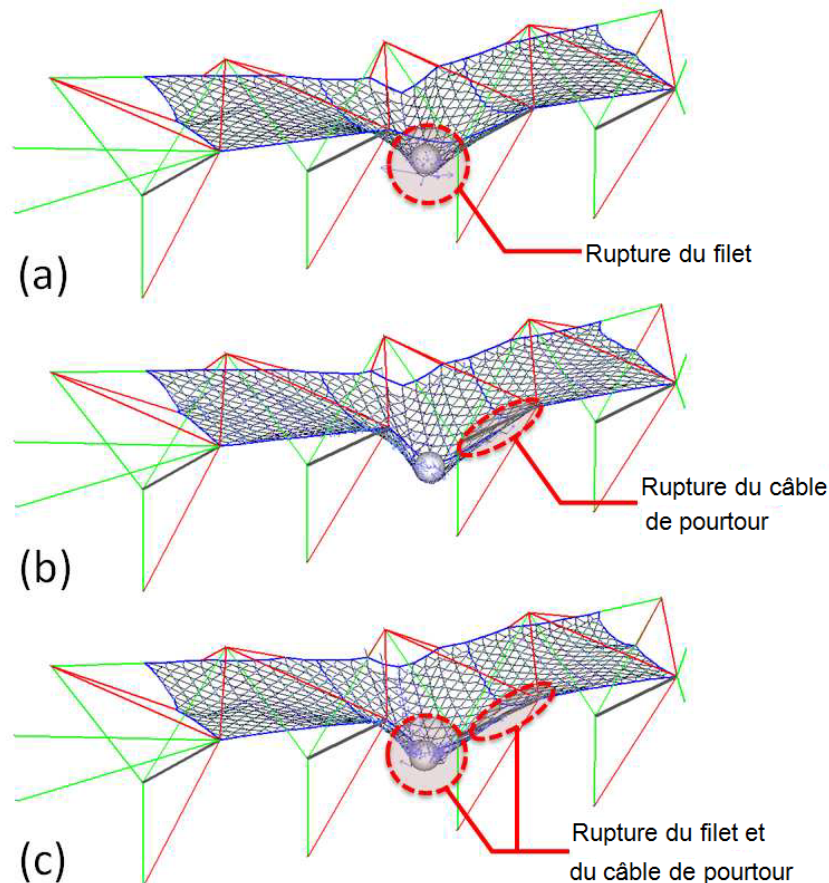 Rupture du filet
(a)
Rupture du câble
de pourtour
(b)
Rupture du filet et
du câble de pourtour
(c)